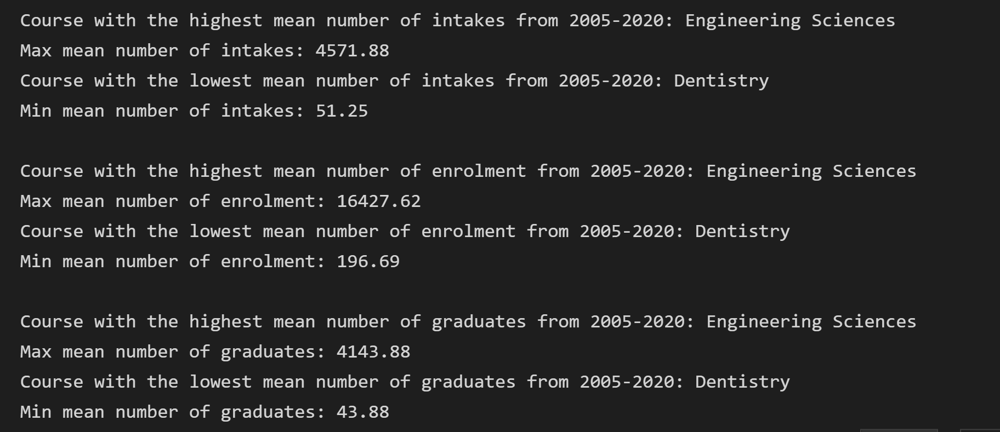 Course with the highest mean number of intakes from 2005-2020: Engineering Sciences
Max mean number of intakes: 4571.88
Course with the lowest mean number of intakes from 2005-2020: Dentistry
Min mean number of intakes: 51.25
Course with the highest mean number of enrolment from 2005-2020: Engineering Sciences
Max mean number of enrolment: 16427.62
Course with the lowest mean number of enrolment from 2005-2020: Dentistry
Min mean number of enrolment: 196.69
Course with the highest mean number of graduates from 2005-2020: Engineering Sciences
Max mean number of graduates: 4143.88
Course with the lowest mean number of graduates from 2005-2020: Dentistry
Min mean number of graduates: 43.88